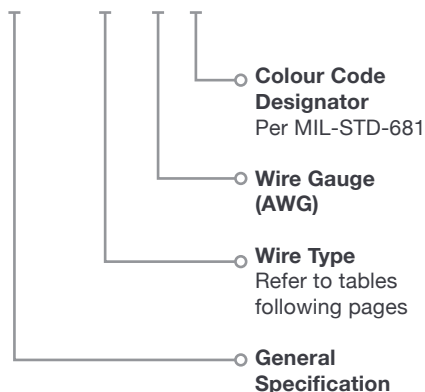 Colour Code
Designator
Per MIL-STD-681
Wire Gauge
(AWG)
Wire Type
Refer to tables
following pages
General
Specification